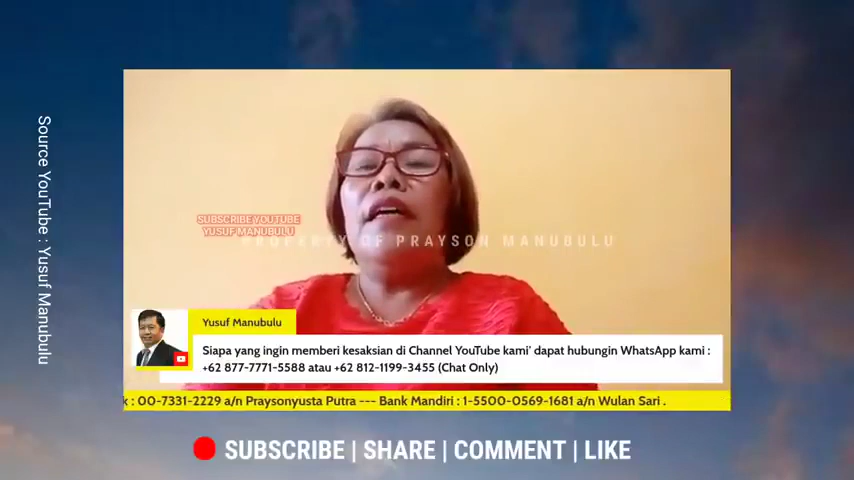 Source YouTube : Yusuf Manubulu
SUBSCRIBE YOUTUBE
YUSUF MANUBULU
PROPERTY OF PRAYSON MANUBULU
Yusuf Manubulu
Siapa yang ingin memberi kesaksian di Channel YouTube kami' dapat hubungin WhatsApp kami :
+62 877-7771-5588 atau +62 812-1199-3455 (Chat Only)
: 00-7331-2229 a/n Praysonyusta Putra --- Bank Mandiri : 1-5500-0569-1681 a/n Wulan Sari .
SUBSCRIBE | SHARE | COMMENT | LIKE